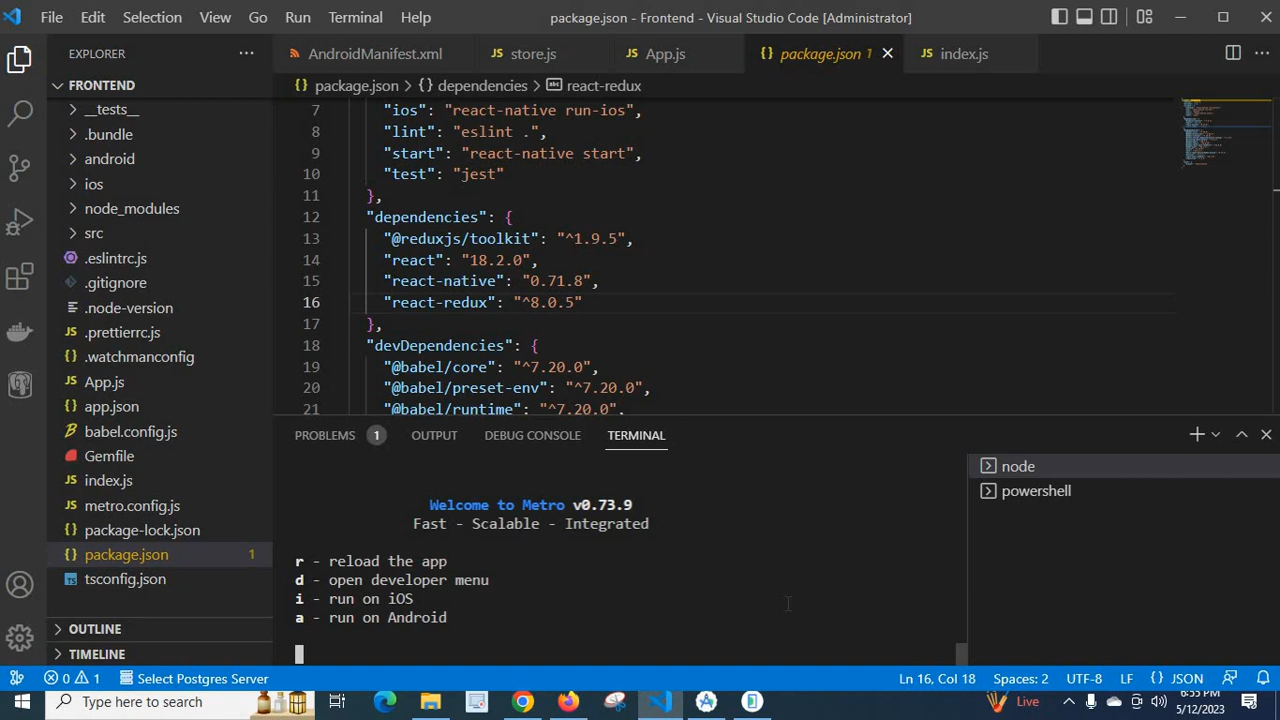 File Edit Selection View Go Run Terminal Help package.json - Frontend - Visual Studio Code [Administrator]
EXPLORER
FRONTEND
__tests__
.bundle
android
ios
node_modules
src
.eslintrc.js
.gitignore
.node-version
.prettierrc.js
.watchmanconfig
App.js
app.json
babel.config.js
Gemfile
index.js
metro.config.js
package-lock.json
package.json 1
tsconfig.json
OUTLINE
TIMELINE
AndroidManifest.xml store.js App.js package.json 1 index.js
package.json > dependencies > react-redux
7 "ios": "react-native run-ios",
8 "lint": "eslint .",
9 "start": "react-native start",
10 "test": "jest"
11 },
12 "dependencies": {
13 "@reduxjs/toolkit": "^1.9.5",
14 "react": "18.2.0",
15 "react-native": "0.71.8",
16 "react-redux": "^8.0.5"
17 },
18 "devDependencies": {
19 "@babel/core": "^7.20.0",
20 "@babel/preset-env": "^7.20.0",
21 "@babel/runtime": "^7.20.0",
PROBLEMS 1 OUTPUT DEBUG CONSOLE TERMINAL
Welcome to Metro v0.73.9
Fast - Scalable - Integrated
r - reload the app
d - open developer menu
i - run on iOS
a - run on Android
node
powershell
0 1 Select Postgres Server Ln 16, Col 18 Spaces: 2 UTF-8 LF {} JSON
Type here to search Live 6:55 PM
5/12/2023